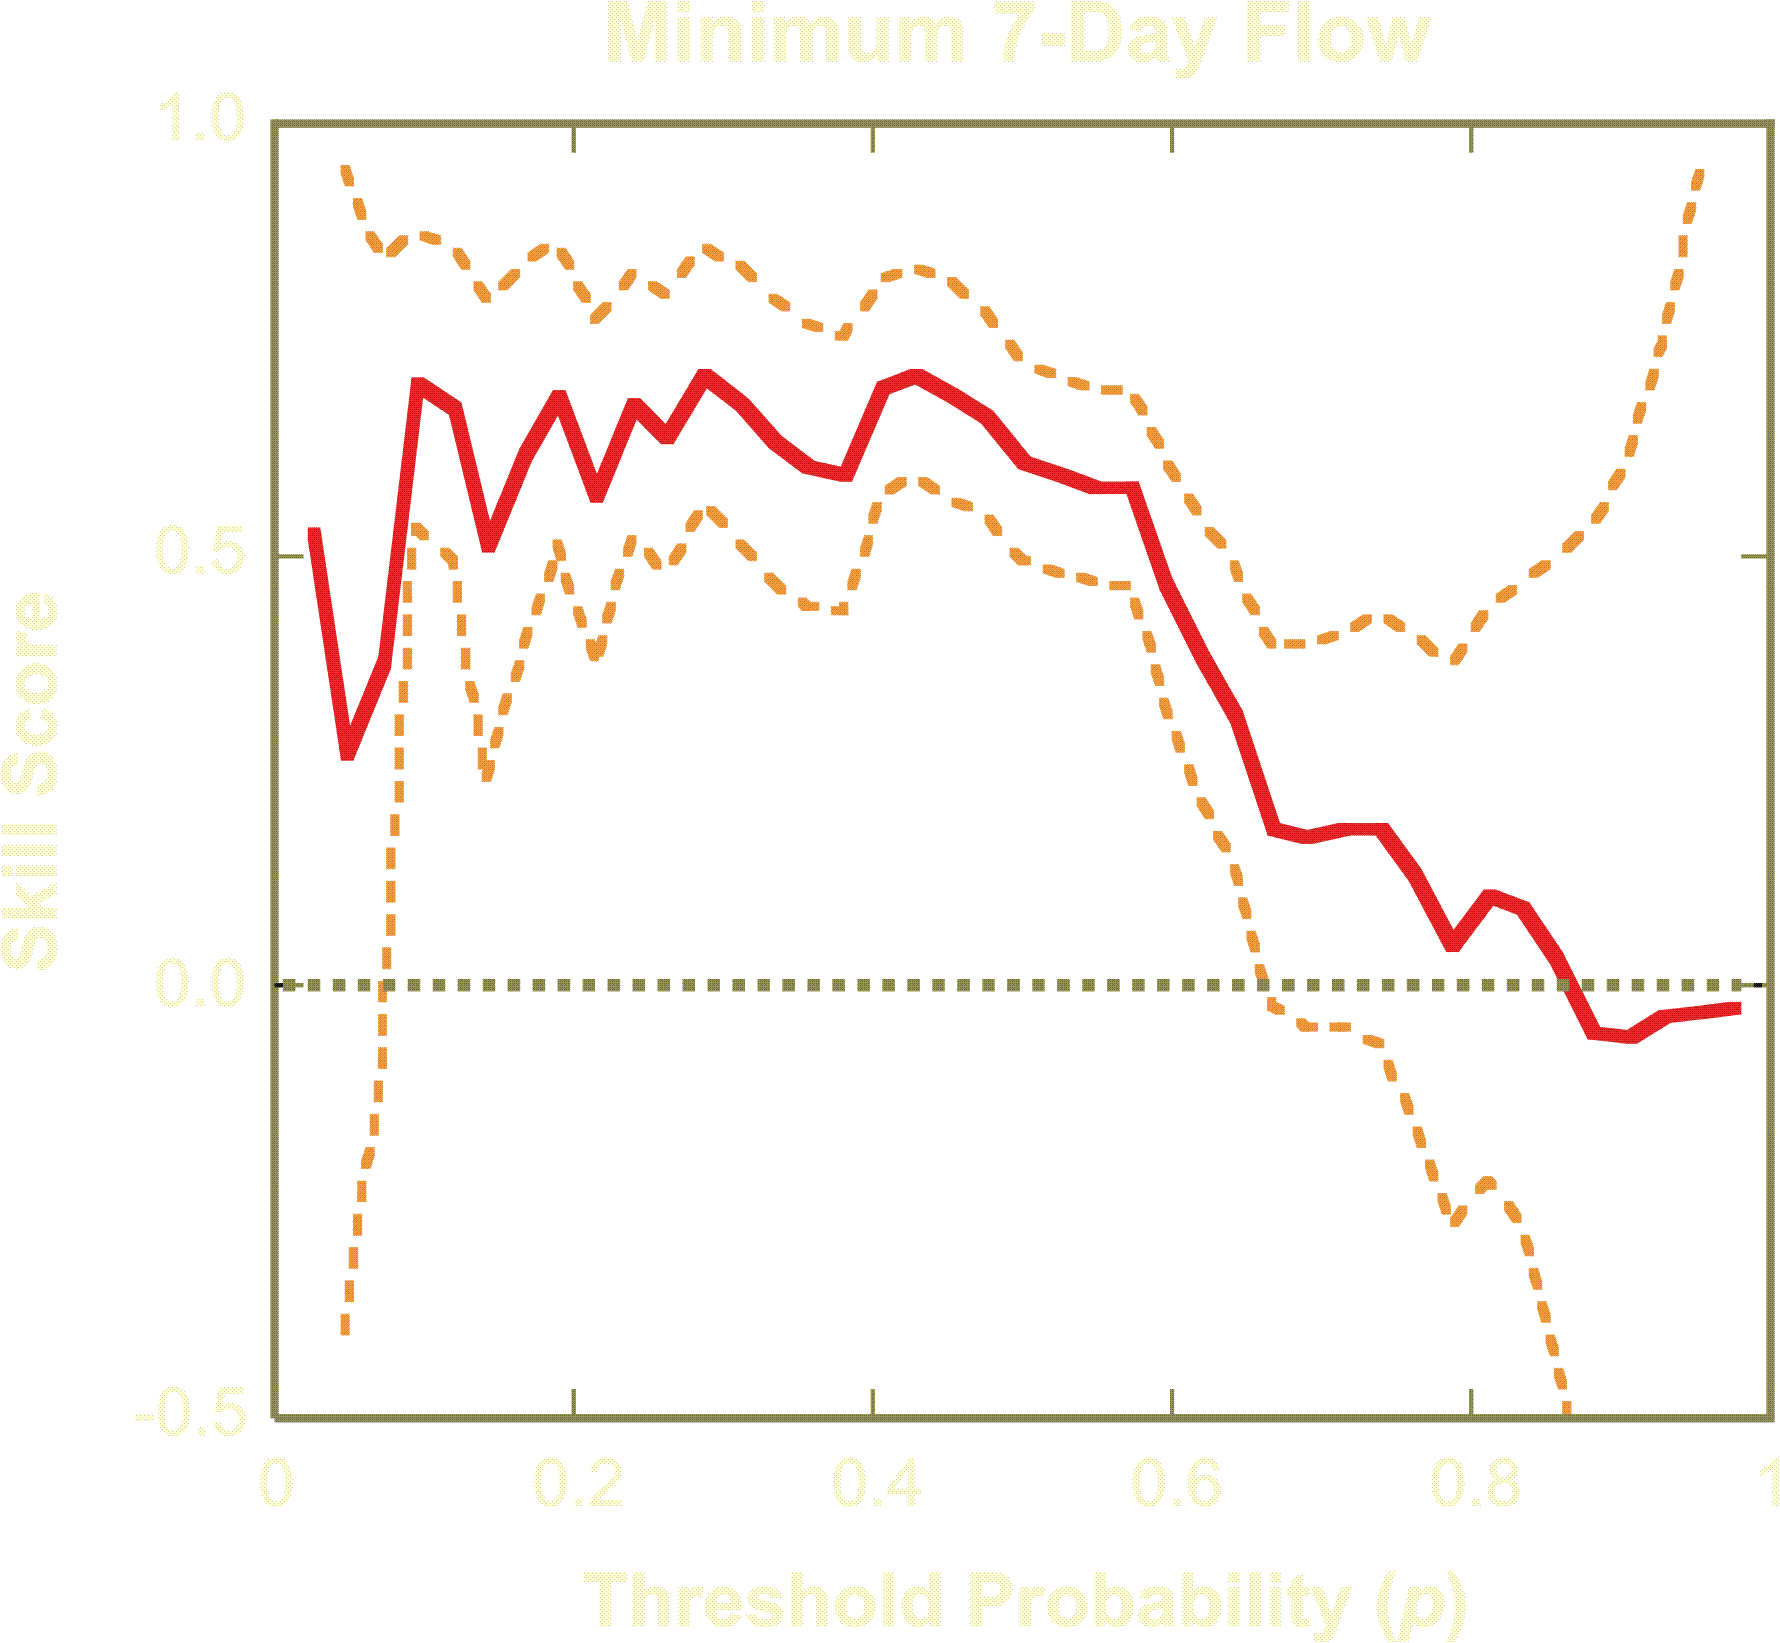 Minimum 7-Day Flow
1.0
0.5
0.0
-0.5
Skill Score
0 0.2 0.4 0.6 0.8 1
Threshold Probability (p)